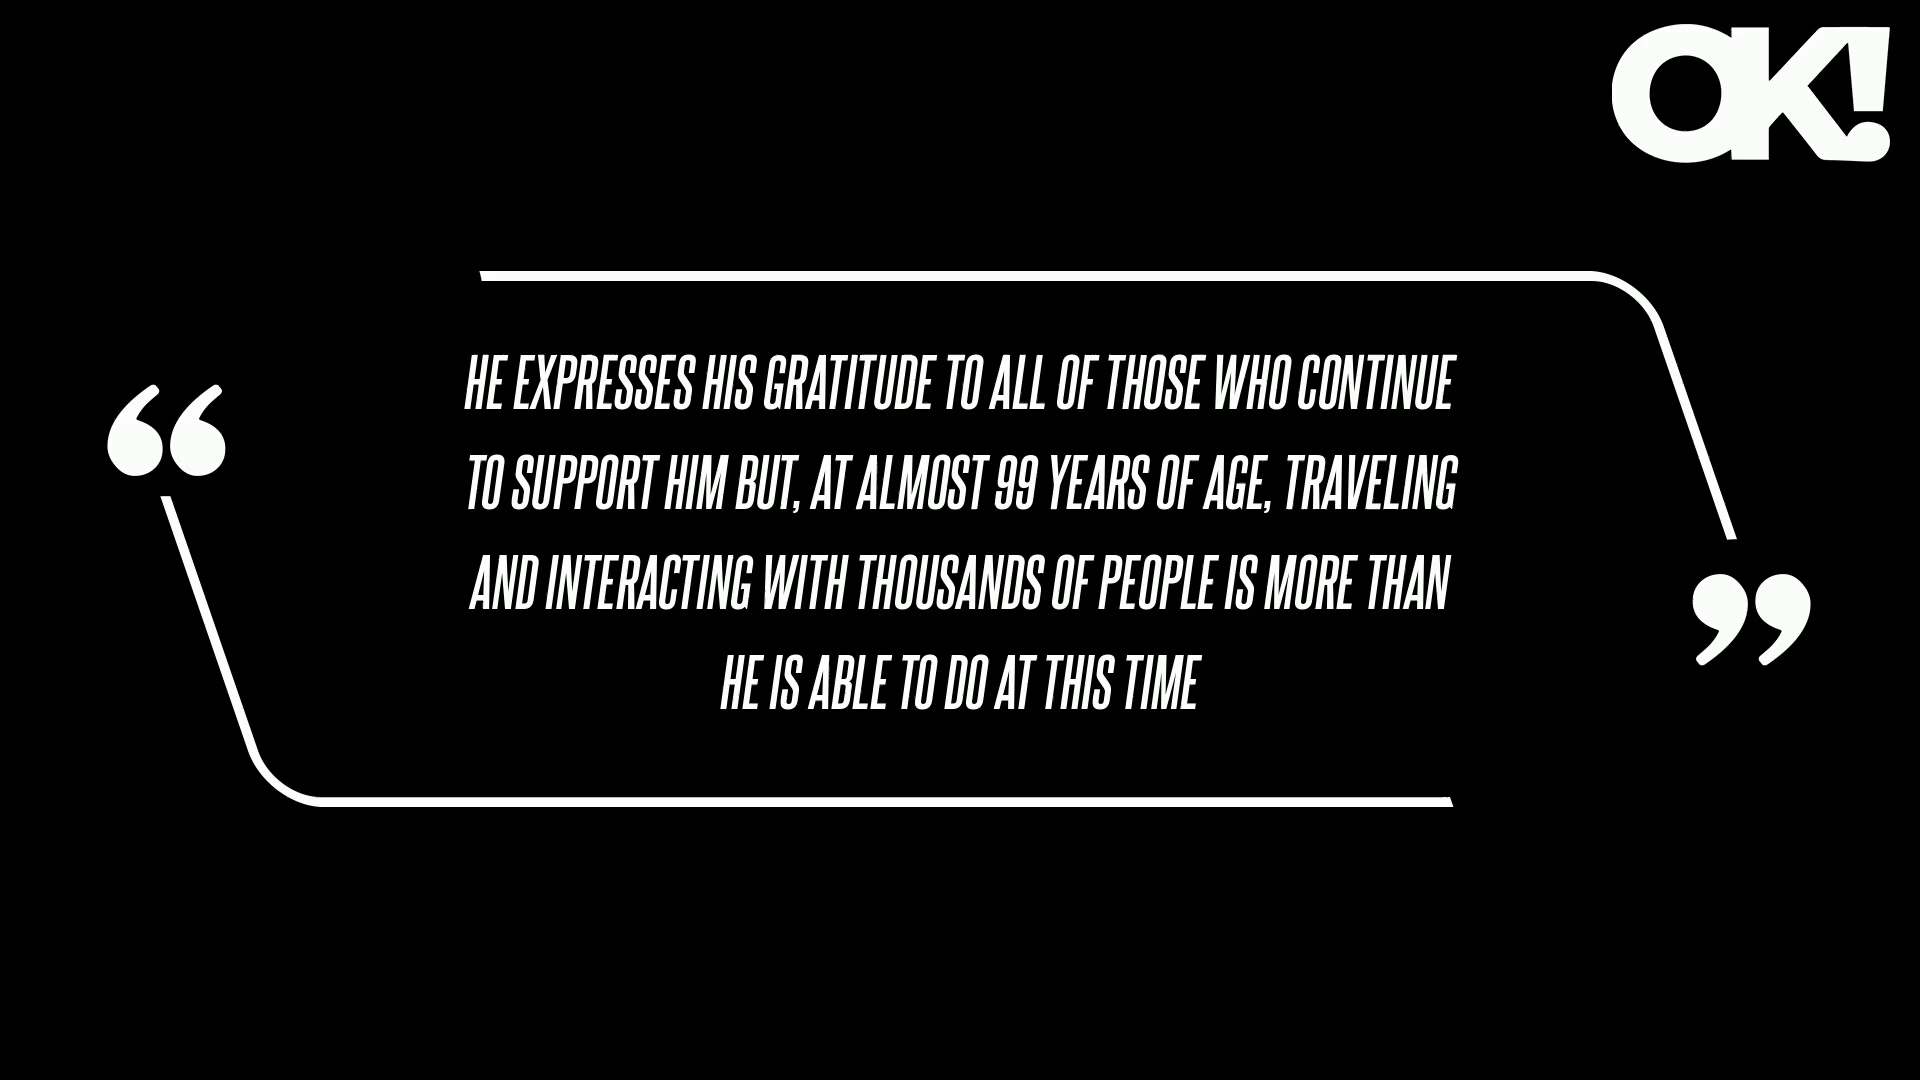 OK!
HE EXPRESSES HIS GRATITUDE TO ALL OF THOSE WHO CONTINUE
TO SUPPORT HIM BUT, AT ALMOST 99 YEARS OF AGE, TRAVELING
AND INTERACTING WITH THOUSANDS OF PEOPLE IS MORE THAN
HE IS ABLE TO DO AT THIS TIME